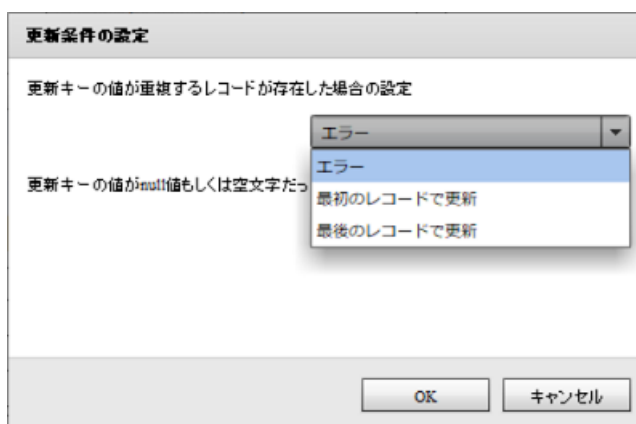 更新条件の設定
更新キーの値が重複するレコードが存在した場合の設定
エラー
エラー
更新キーの値がnull値もしくは空文字だっ
最初のレコードで更新
最後のレコードで更新
OK
キャンセル